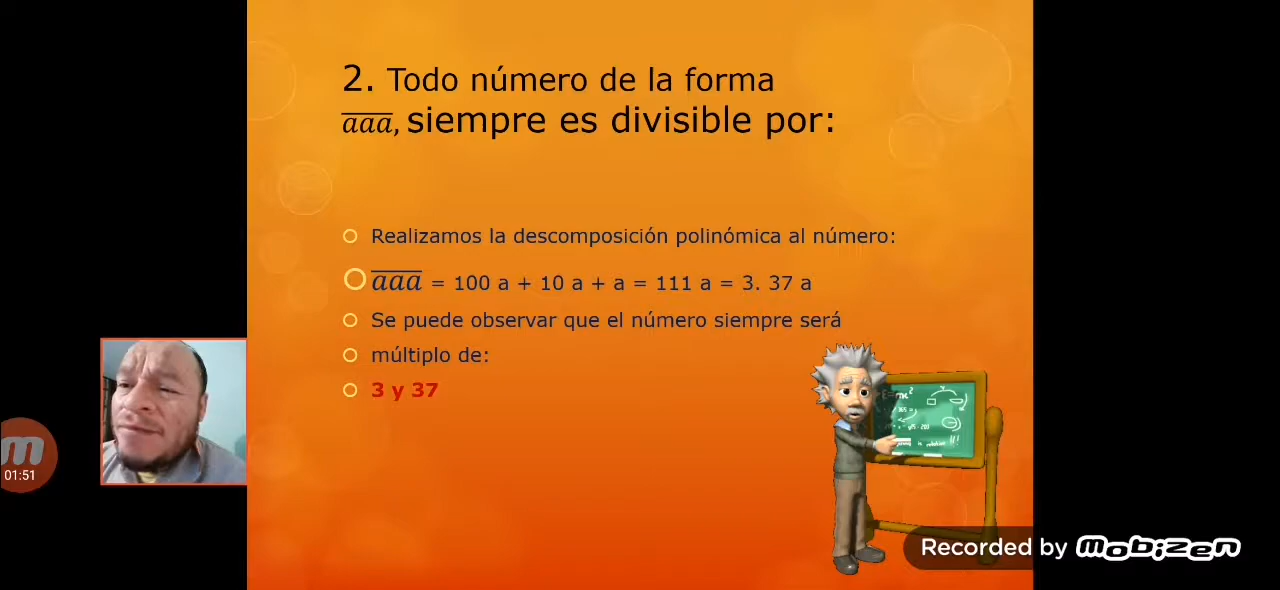 2. Todo número de la forma
aaa, siempre es divisible por:
Realizamos la descomposición polinómica al número:
aaa = 100 a + 10 a + a = 111 a = 3. 37 a
Se puede observar que el número siempre será
múltiplo de:
3 y 37
E=mc²
01:51
Recorded by mobizen